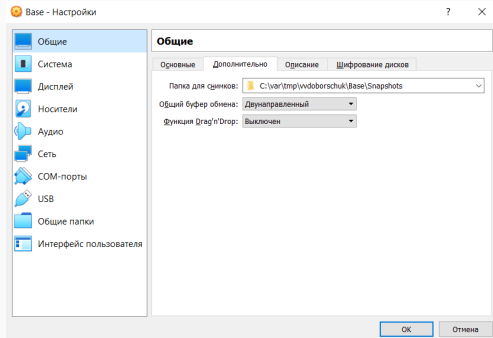 Base - Настройки
? ×
Общие
Система
Дисплей
Носители
Аудио
Сеть
COM-порты
USB
Общие папки
Интерфейс пользователя
Общие
Основные Дополнительно Описание Шифрование дисков
Папка для снимков: C:\var\tmp\vvdoborschuk\Base\Snapshots
Общий буфер обмена: Двунаправленный
Функция Drag'n'Drop: Выключен
OK Отмена